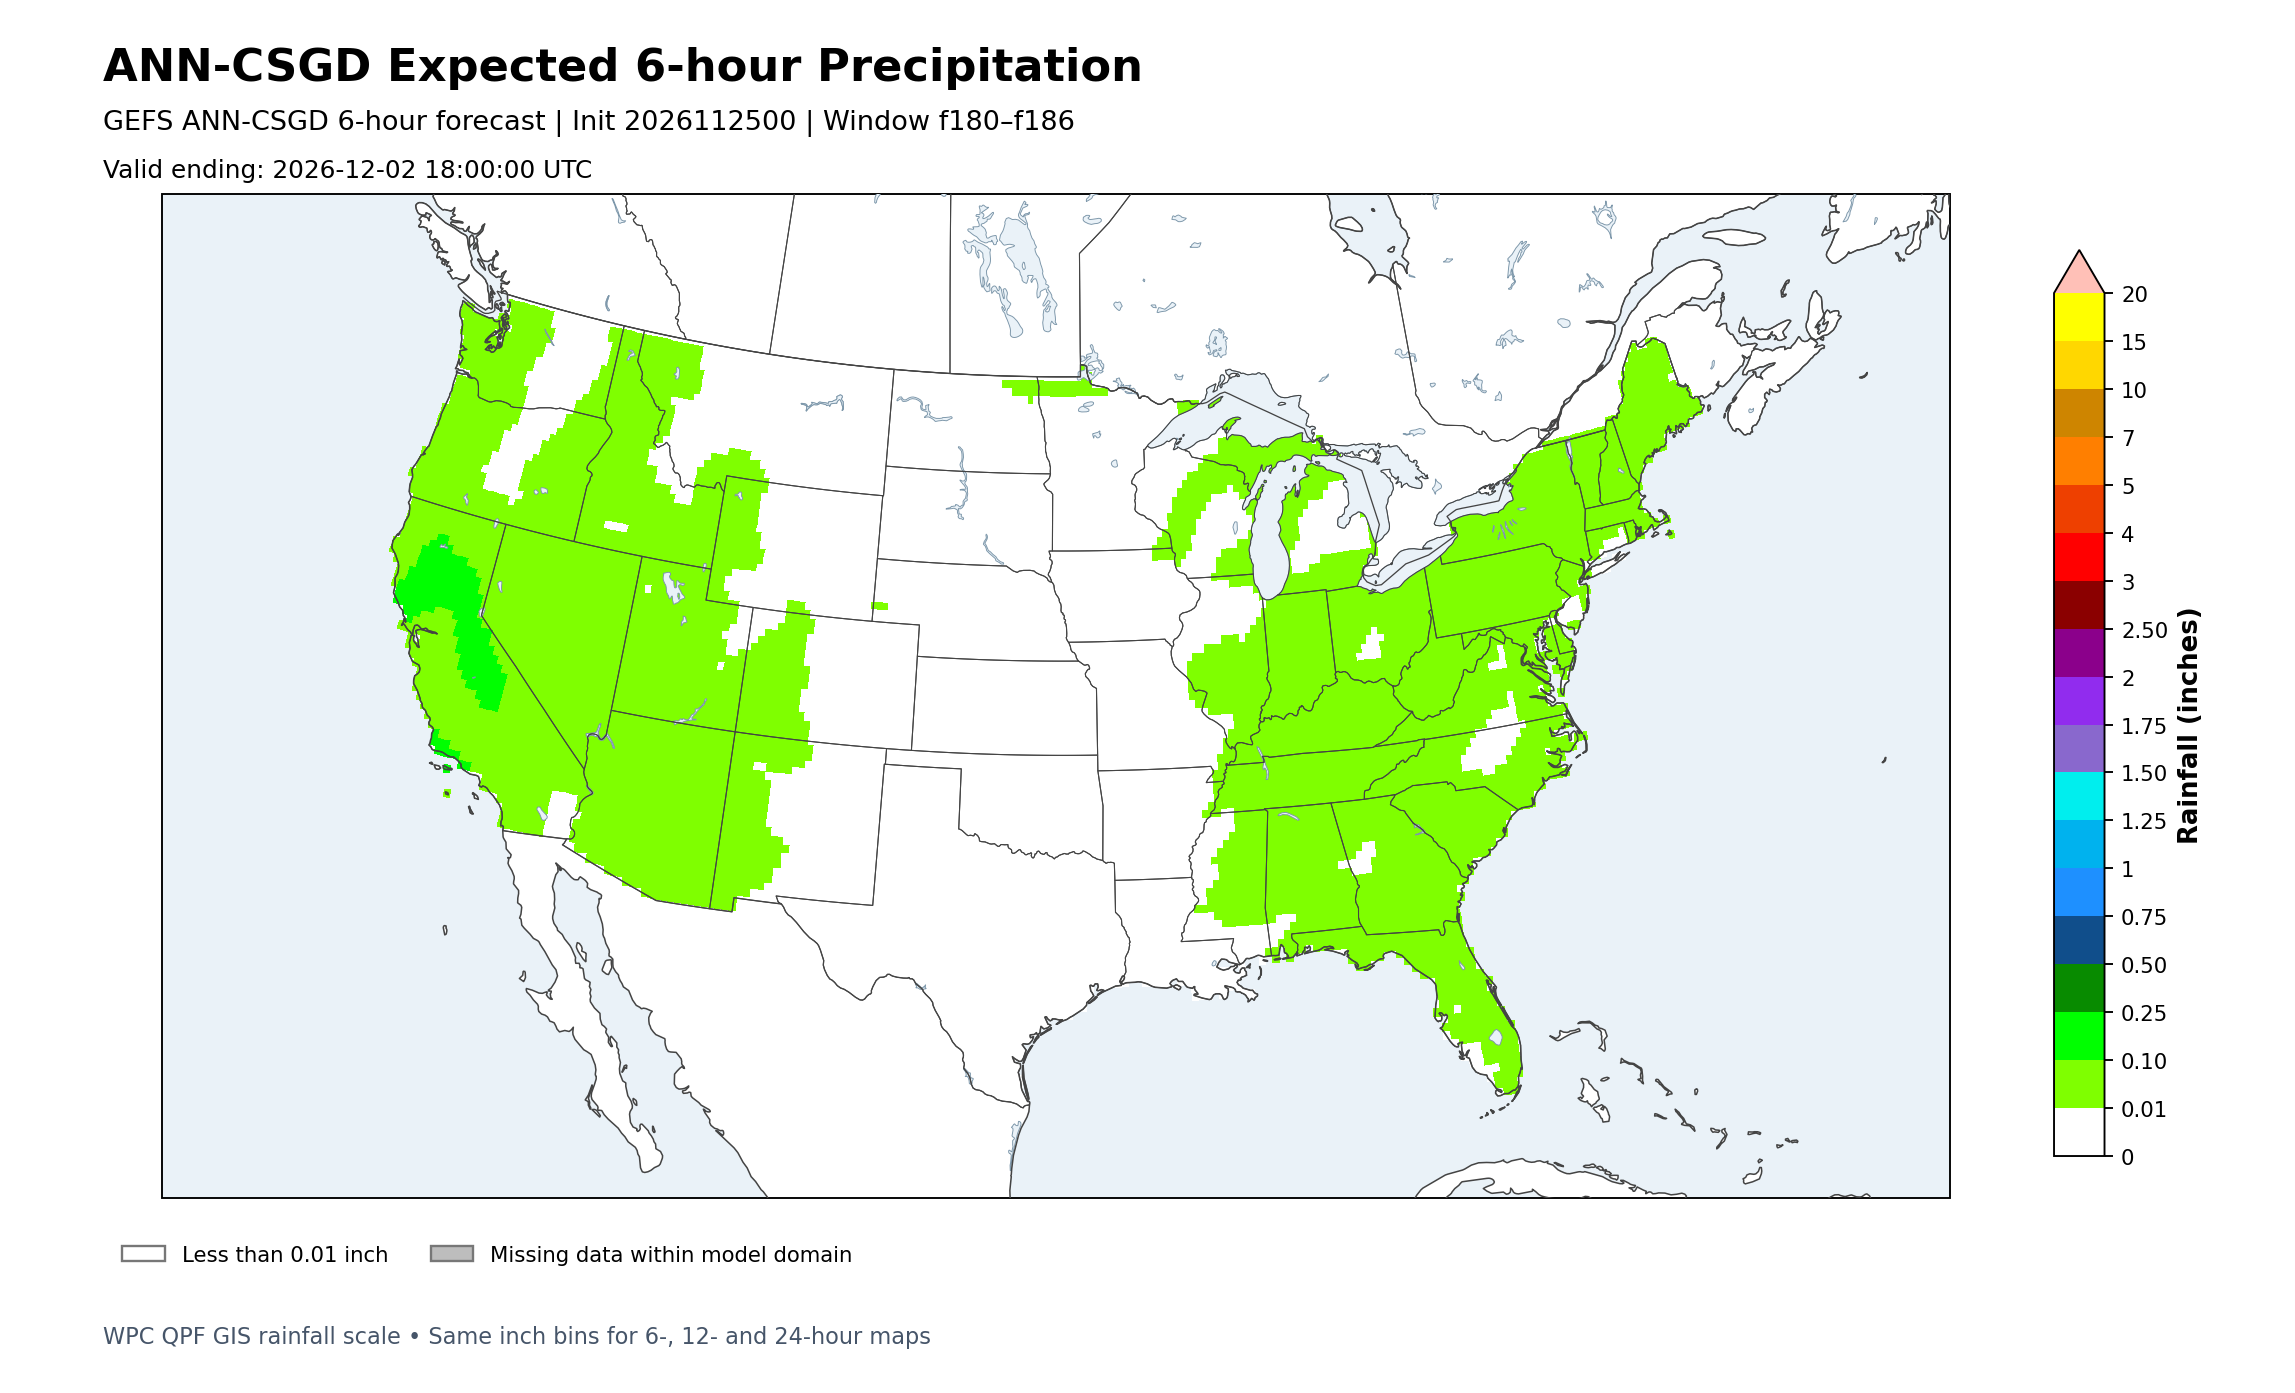 ANN-CSGD Expected 6-hour Precipitation
GEFS ANN-CSGD 6-hour forecast | Init 2026112500 | Window f180–f186
Valid ending: 2026-12-02 18:00:00 UTC
20
15
10
7
5
4
3
2.50
2
1.75
1.50
1.25
1
0.75
0.50
0.25
0.10
0.01
0
Rainfall (inches)
Less than 0.01 inch
Missing data within model domain
WPC QPF GIS rainfall scale • Same inch bins for 6-, 12- and 24-hour maps